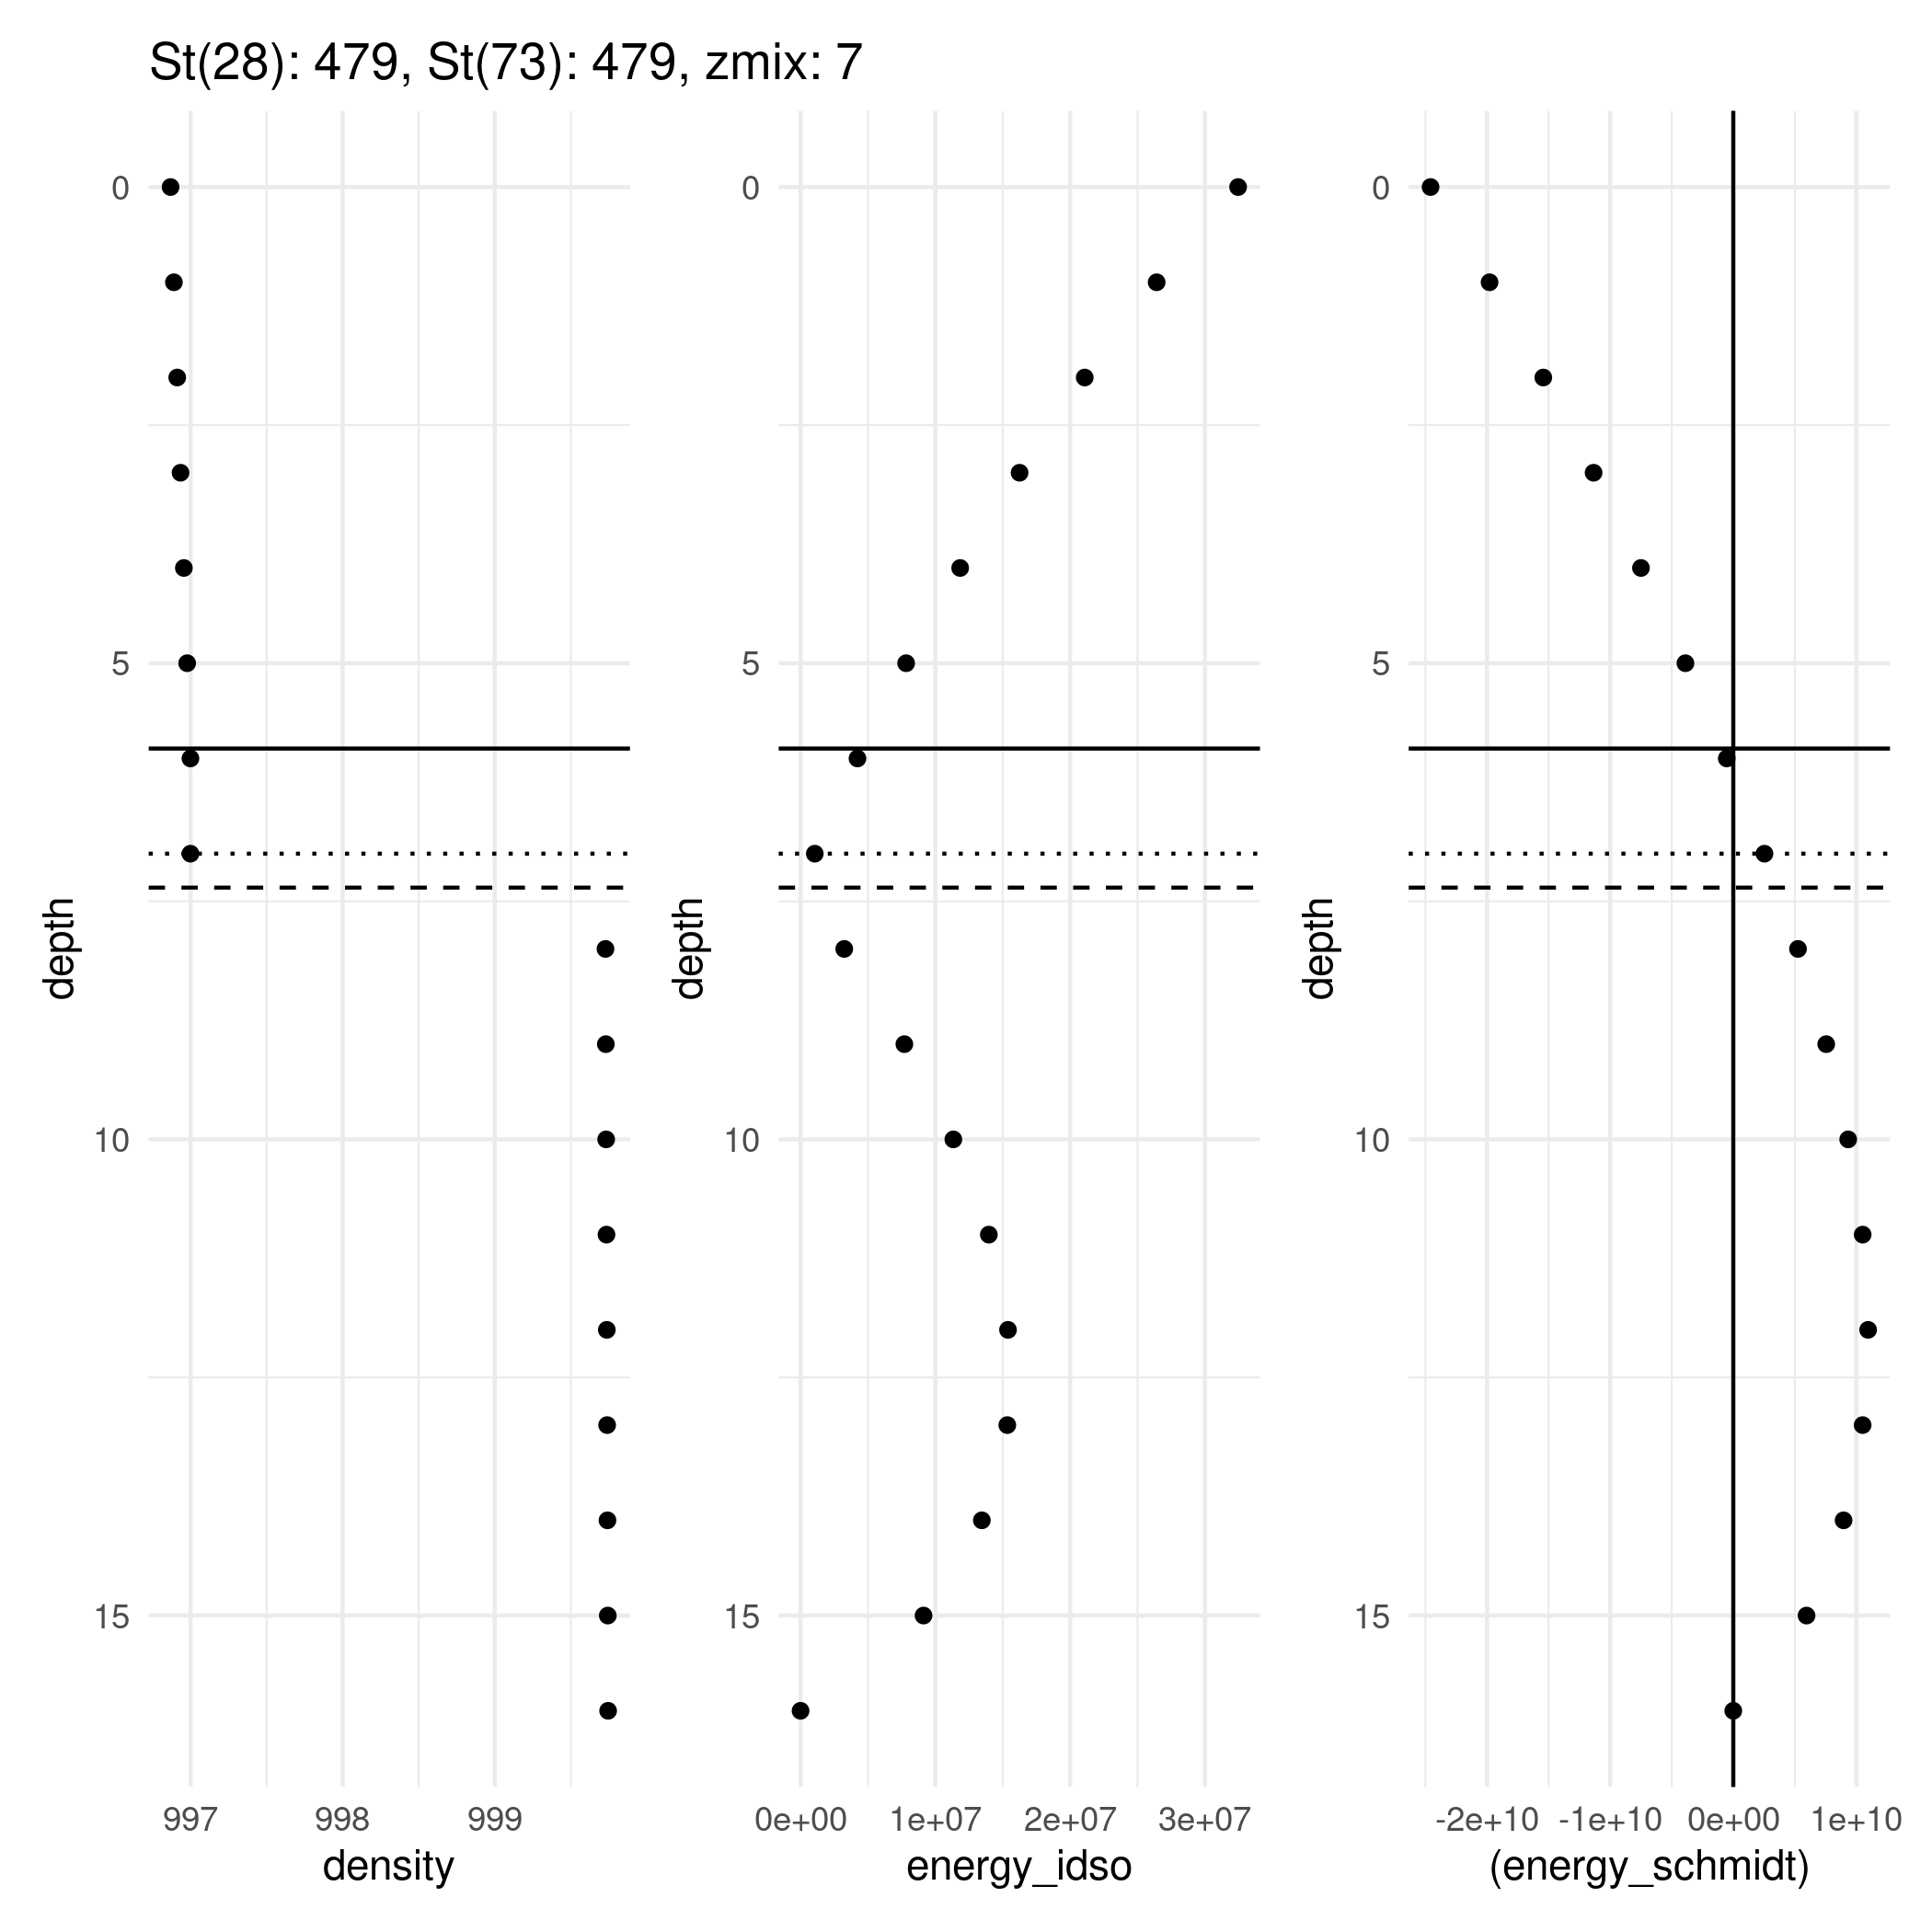 St(28): 479, St(73): 479, zmix: 7
0
5
10
15
depth
997 998 999
density
0
5
10
15
depth
0e+00 1e+07 2e+07 3e+07
energy_idso
0
5
10
15
depth
-2e+10 -1e+10 0e+00 1e+10
(energy_schmidt)